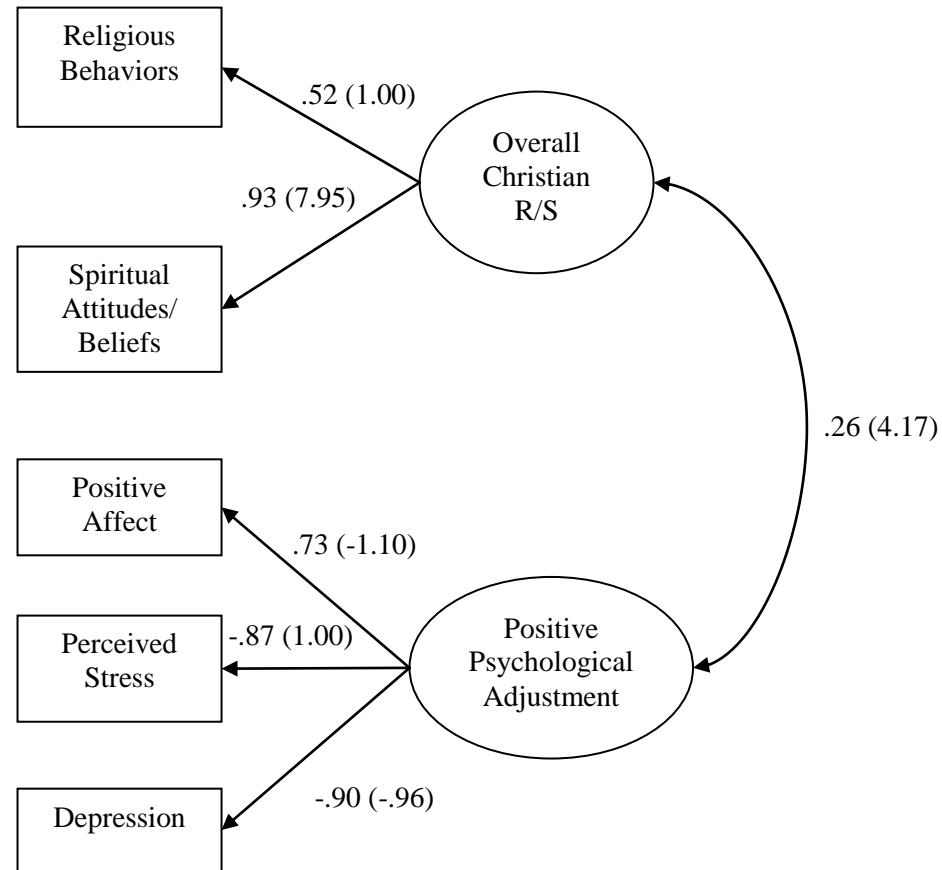 Religious
Behaviors
.52 (1.00)
Overall
Christian
R/S
.93 (7.95)
Spiritual
Attitudes/
Beliefs
.26 (4.17)
Positive
Affect
.73 (-1.10)
Perceived
Stress
-.87 (1.00)
Positive
Psychological
Adjustment
-.90 (-.96)
Depression